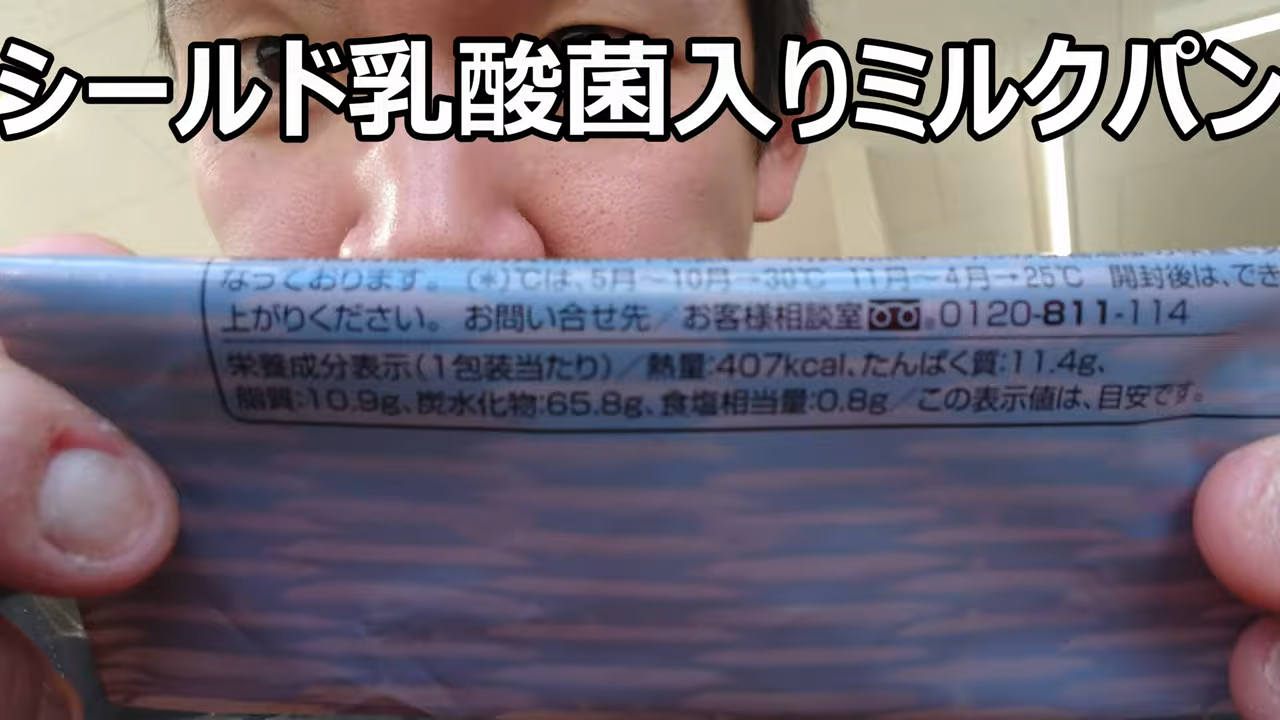 シールド乳酸菌入りミルクパン
なっております。(*)℃は、5月~10月→30℃ 11月~4月→25℃ 開封後は、でき
上がりください。お問い合せ先/お客様相談室 0120-811-114
栄養成分表示(1包装当たり)/熱量:407kcal、たんぱく質:11.4g、
脂質:10.9g、炭水化物:65.8g、食塩相当量:0.8g/この表示値は、目安です。